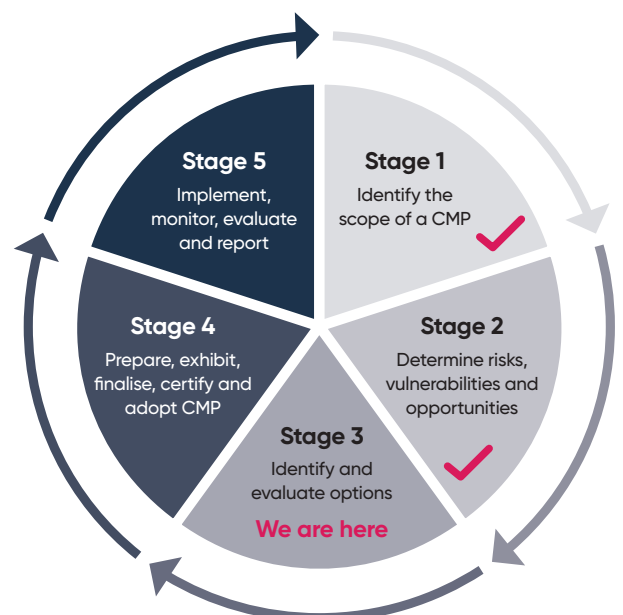 Stage 1
Identify the
scope of a CMP
Stage 2
Determine risks,
vulnerabilities and
opportunities
Stage 3
Identify and
evaluate options
We are here
Stage 4
Prepare, exhibit,
finalise, certify and
adopt CMP
Stage 5
Implement,
monitor, evaluate
and report